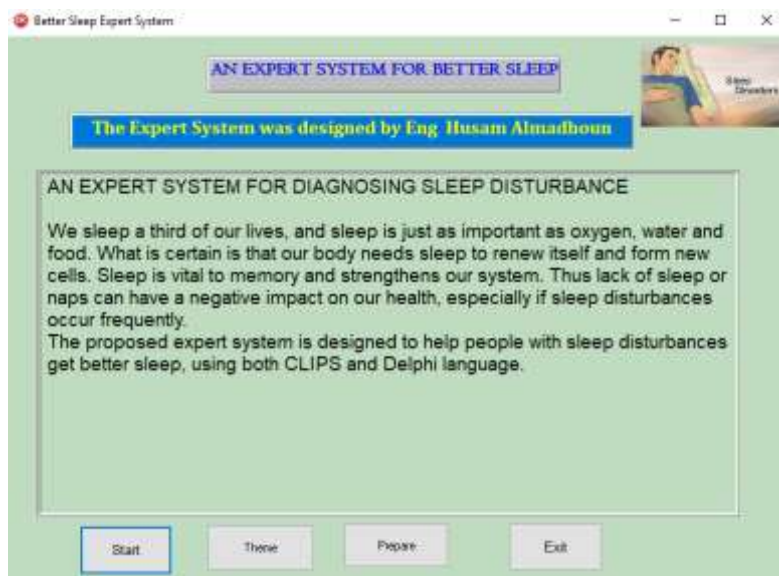 Better Sleep Expert System
AN EXPERT SYSTEM FOR BETTER SLEEP
Sleep
Disorders
The Expert System was designed by Eng. Husam Almadhoun
AN EXPERT SYSTEM FOR DIAGNOSING SLEEP DISTURBANCE
We sleep a third of our lives, and sleep is just as important as oxygen, water and
food. What is certain is that our body needs sleep to renew itself and form new
cells. Sleep is vital to memory and strengthens our system. Thus lack of sleep or
naps can have a negative impact on our health, especially if sleep disturbances
occur frequently.
The proposed expert system is designed to help people with sleep disturbances
get better sleep, using both CLIPS and Delphi language.
Start
Theme
Prepare
Exit